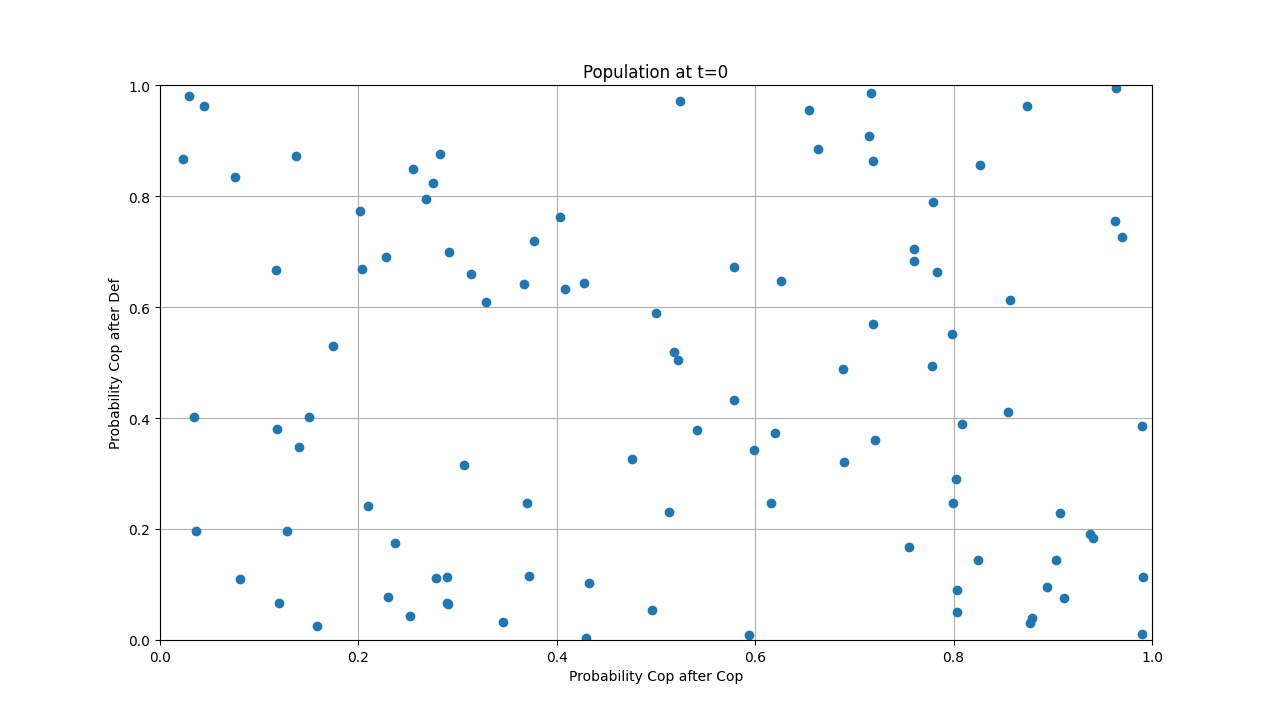 Population at t=0
1.0
0.8
0.6
0.4
0.2
0.0
Probability Cop after Def
0.0 0.2 0.4 0.6 0.8 1.0
Probability Cop after Cop